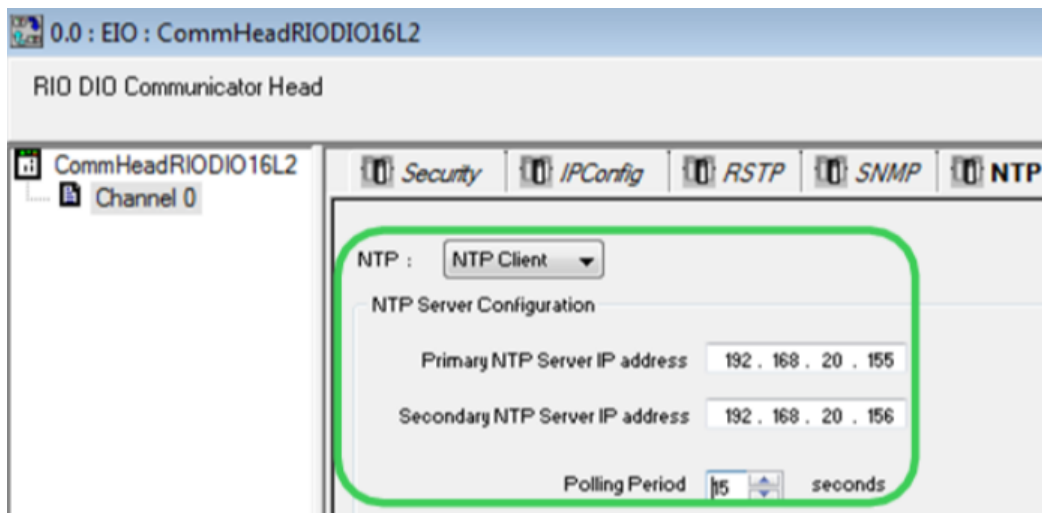 0.0 : EIO : CommHeadRIODIO16L2
RIO DIO Communicator Head
CommHeadRIODIO16L2
Channel 0
Security IPConfig RSTP SNMP NTP
NTP : NTP Client
NTP Server Configuration
Primary NTP Server IP address 192 . 168 . 20 . 155
Secondary NTP Server IP address 192 . 168 . 20 . 156
Polling Period 15 seconds